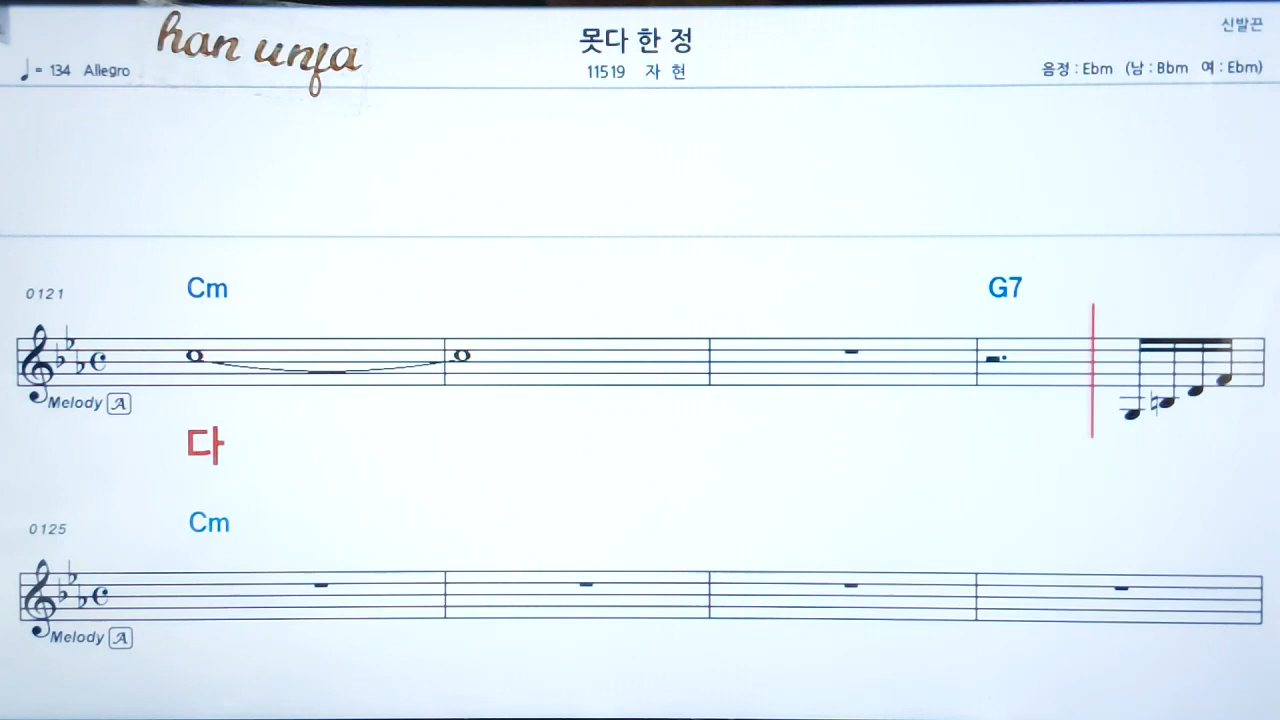 han unja
못다 한 정
신발끈
♩= 134 Allegro
11519 자 현
음정 : Ebm (남 : Bbm 여 : Ebm)
0121
Cm
G7
Melody A
다
0125
Cm
Melody A